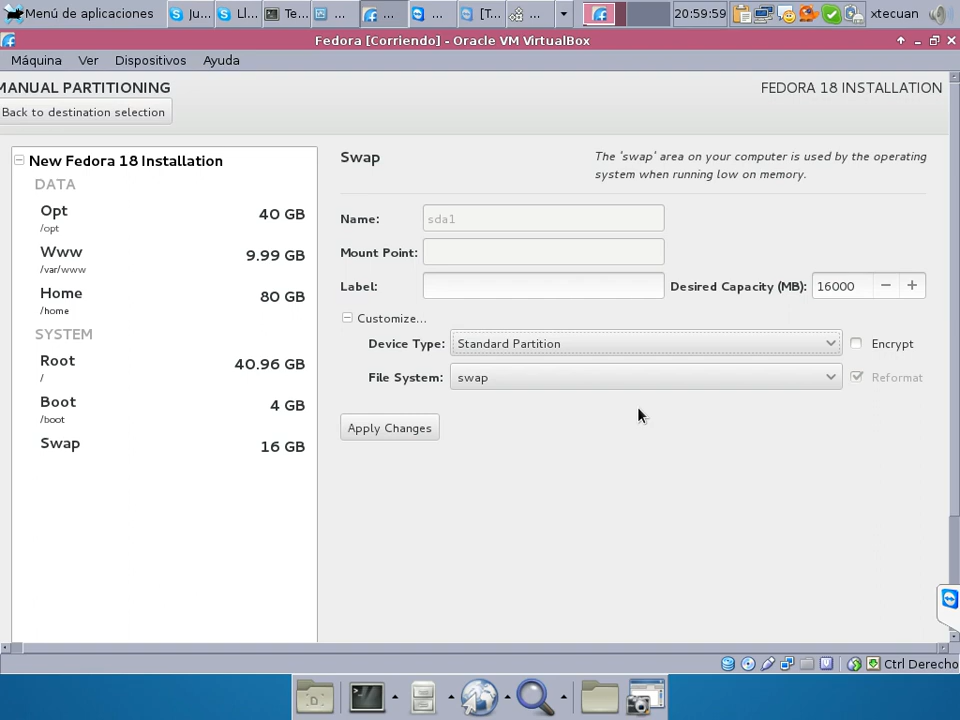 Menú de aplicaciones
Ju...
Ll...
Te...
...
...
...
[T...
...
20:59:59
xtecuan
Fedora [Corriendo] - Oracle VM VirtualBox
Máquina Ver Dispositivos Ayuda
MANUAL PARTITIONING
FEDORA 18 INSTALLATION
Back to destination selection
New Fedora 18 Installation
DATA
Opt 40 GB
/opt
Www 9.99 GB
/var/www
Home 80 GB
/home
SYSTEM
Root 40.96 GB
/
Boot 4 GB
/boot
Swap 16 GB
Swap
The 'swap' area on your computer is used by the operating
system when running low on memory.
Name: sda1
Mount Point:
Label:
Desired Capacity (MB): 16000
Customize...
Device Type: Standard Partition
Encrypt
File System: swap
Reformat
Apply Changes
Ctrl Derecho